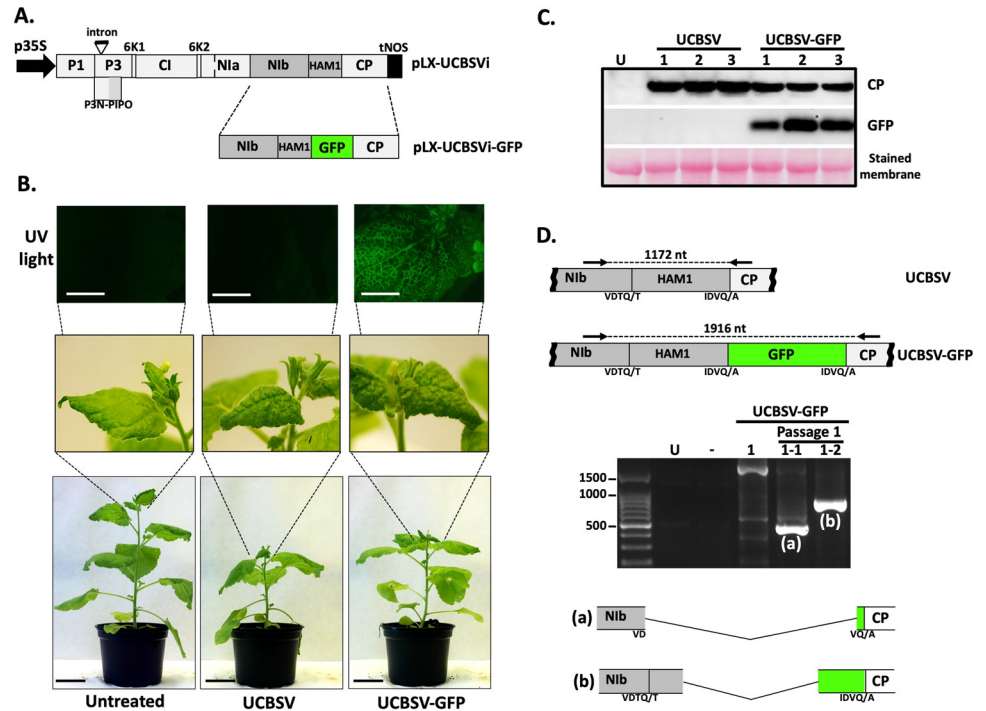 A.
intron
p35S
6K1
6K2
tNOS
P1
P3
CI
NIa
NIb
HAM1
CP
pLX-UCBSVi
P3N-PIPO
NIb
HAM1
GFP
CP
pLX-UCBSVi-GFP
B.
UV
light
Untreated
UCBSV
UCBSV-GFP
C.
UCBSV
UCBSV-GFP
U
1
2
3
1
2
3
CP
GFP
Stained
membrane
D.
1172 nt
NIb
HAM1
CP
UCBSV
VDTQ/T
IDVQ/A
1916 nt
NIb
HAM1
GFP
CP
UCBSV-GFP
VDTQ/T
IDVQ/A
IDVQ/A
UCBSV-GFP
Passage 1
U
-
1
1-1
1-2
1500
1000
500
(a)
(b)
(a)
NIb
CP
VD
VQ/A
(b)
NIb
CP
VDTQ/T
IDVQ/A